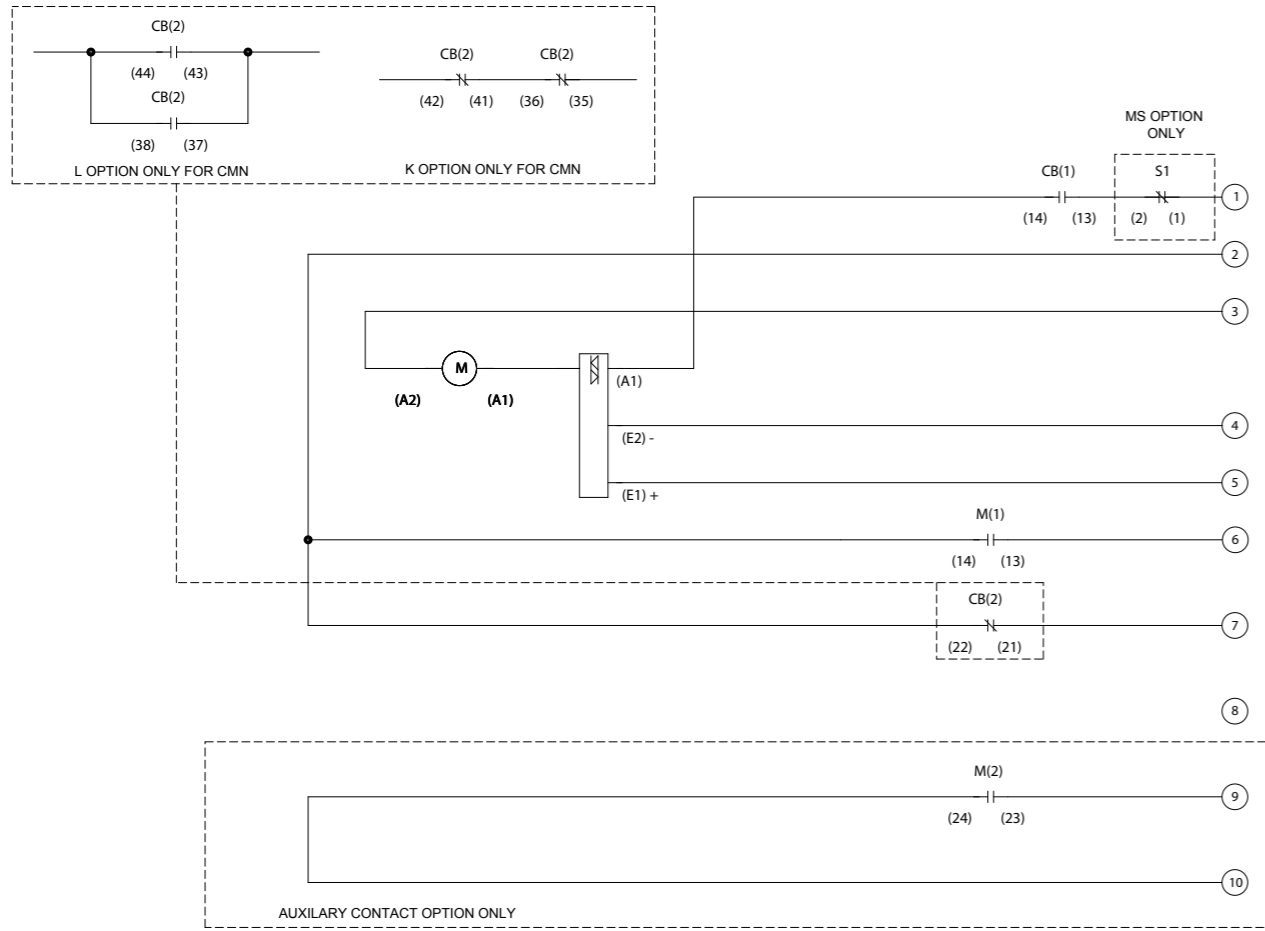 CB(2)
(44) (43)
CB(2)
(38) (37)
L OPTION ONLY FOR CMN
CB(2) CB(2)
(42) (41) (36) (35)
K OPTION ONLY FOR CMN
MS OPTION
ONLY
CB(1) S1
(14) (13) (2) (1) 1
2
3
M
(A2) (A1) (A1)
(E2) - 4
(E1) + 5
M(1)
(14) (13) 6
CB(2)
(22) (21) 7
8
M(2)
(24) (23) 9
10
AUXILARY CONTACT OPTION ONLY